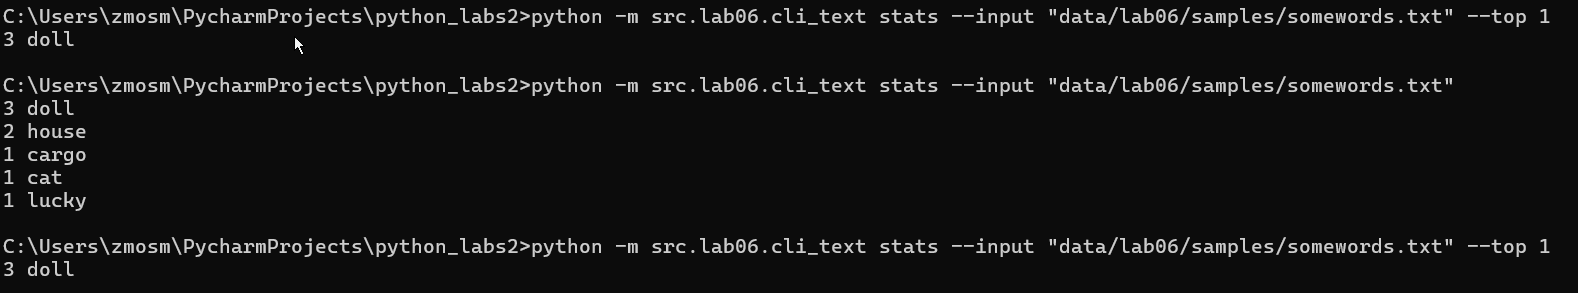 C:\Users\zmosm\PycharmProjects\python_labs2>python -m src.lab06.cli_text stats --input "data/lab06/samples/somewords.txt" --top 1
3 doll
C:\Users\zmosm\PycharmProjects\python_labs2>python -m src.lab06.cli_text stats --input "data/lab06/samples/somewords.txt"
3 doll
2 house
1 cargo
1 cat
1 lucky
C:\Users\zmosm\PycharmProjects\python_labs2>python -m src.lab06.cli_text stats --input "data/lab06/samples/somewords.txt" --top 1
3 doll